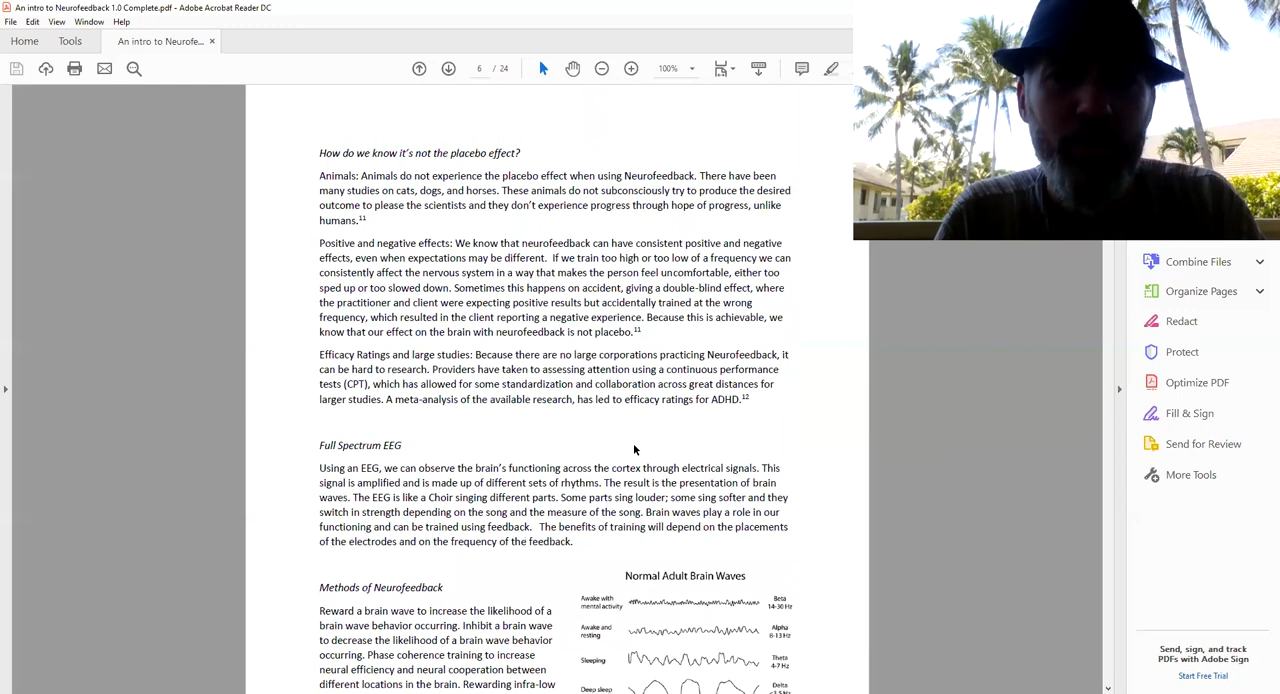 An intro to Neurofeedback 1.0 Complete.pdf - Adobe Acrobat Reader DC
File Edit View Window Help
Home Tools An intro to Neurofe... ×
6 / 24 100%
How do we know it's not the placebo effect?
Animals: Animals do not experience the placebo effect when using Neurofeedback. There have been
many studies on cats, dogs, and horses. These animals do not subconsciously try to produce the desired
outcome to please the scientists and they don't experience progress through hope of progress, unlike
humans.11
Positive and negative effects: We know that neurofeedback can have consistent positive and negative
effects, even when expectations may be different. If we train too high or too low of a frequency we can
consistently affect the nervous system in a way that makes the person feel uncomfortable, either too
sped up or too slowed down. Sometimes this happens on accident, giving a double-blind effect, where
the practitioner and client were expecting positive results but accidentally trained at the wrong
frequency, which resulted in the client reporting a negative experience. Because this is achievable, we
know that our effect on the brain with neurofeedback is not placebo.11
Efficacy Ratings and large studies: Because there are no large corporations practicing Neurofeedback, it
can be hard to research. Providers have taken to assessing attention using a continuous performance
tests (CPT), which has allowed for some standardization and collaboration across great distances for
larger studies. A meta-analysis of the available research, has led to efficacy ratings for ADHD.12
Full Spectrum EEG
Using an EEG, we can observe the brain's functioning across the cortex through electrical signals. This
signal is amplified and is made up of different sets of rhythms. The result is the presentation of brain
waves. The EEG is like a Choir singing different parts. Some parts sing louder; some sing softer and they
switch in strength depending on the song and the measure of the song. Brain waves play a role in our
functioning and can be trained using feedback. The benefits of training will depend on the placements
of the electrodes and on the frequency of the feedback.
Methods of Neurofeedback
Reward a brain wave to increase the likelihood of a
brain wave behavior occurring. Inhibit a brain wave
to decrease the likelihood of a brain wave behavior
occurring. Phase coherence training to increase
neural efficiency and neural cooperation between
different locations in the brain. Rewarding infra-low
Normal Adult Brain Waves
Awake with
mental activity
Beta
14-30 Hz
Awake and
resting
Alpha
8-13 Hz
Sleeping
Theta
4-7 Hz
Deep sleep
Delta
<3.5 Hz
Combine Files
Organize Pages
Redact
Protect
Optimize PDF
Fill & Sign
Send for Review
More Tools
Send, sign, and track
PDFs with Adobe Sign
Start Free Trial